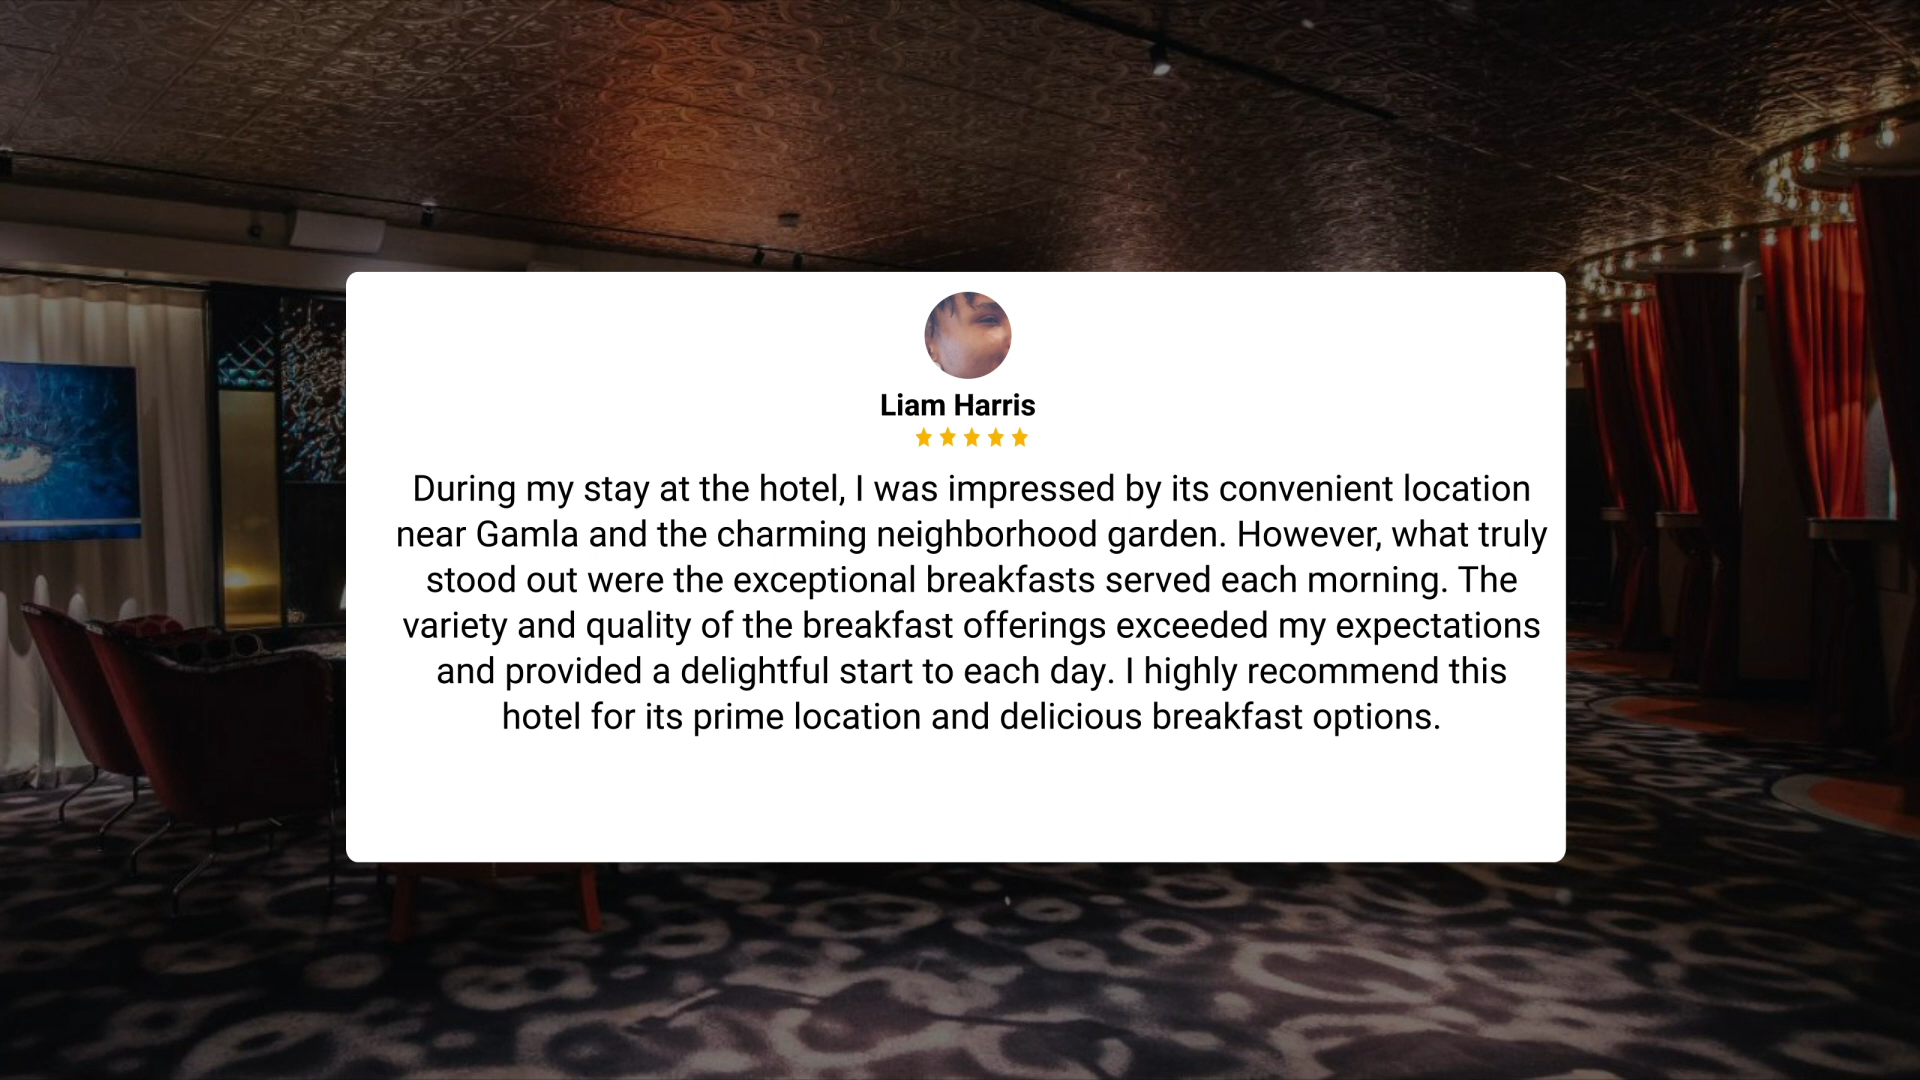 Liam Harris
During my stay at the hotel, I was impressed by its convenient location
near Gamla and the charming neighborhood garden. However, what truly
stood out were the exceptional breakfasts served each morning. The
variety and quality of the breakfast offerings exceeded my expectations
and provided a delightful start to each day. I highly recommend this
hotel for its prime location and delicious breakfast options.